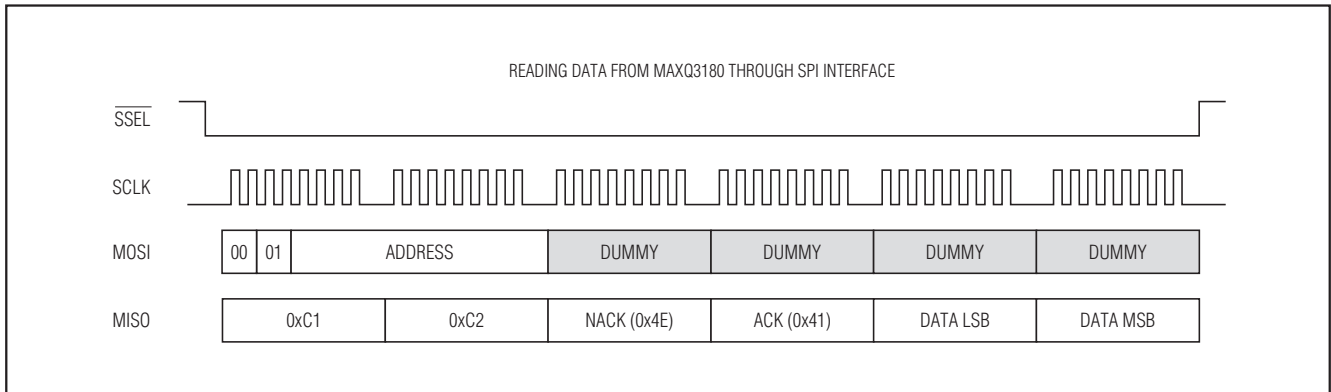 READING DATA FROM MAXQ3180 THROUGH SPI INTERFACE
SSEL
SCLK
MOSI 00 01 ADDRESS DUMMY DUMMY DUMMY DUMMY
MISO 0xC1 0xC2 NACK (0x4E) ACK (0x41) DATA LSB DATA MSB